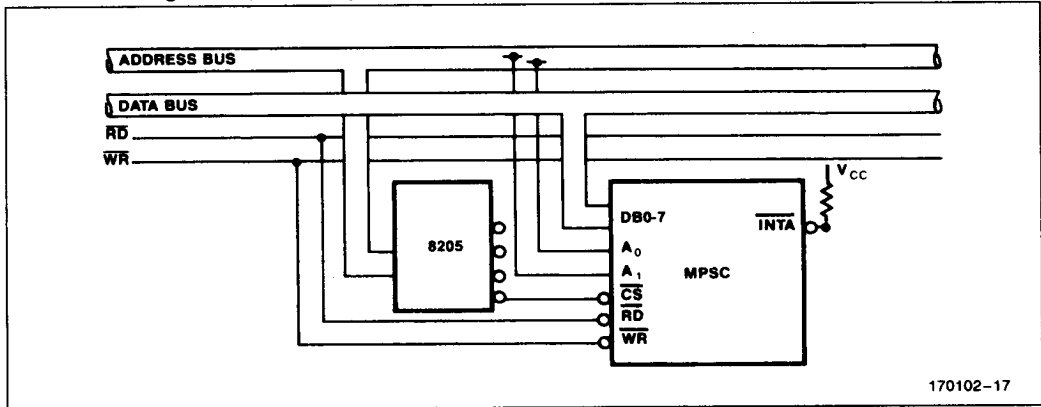 ADDRESS BUS
DATA BUS
RD
WR
VCC
DB0-7
INTA
8205
A0
MPSC
A1
CS
RD
WR
170102-17